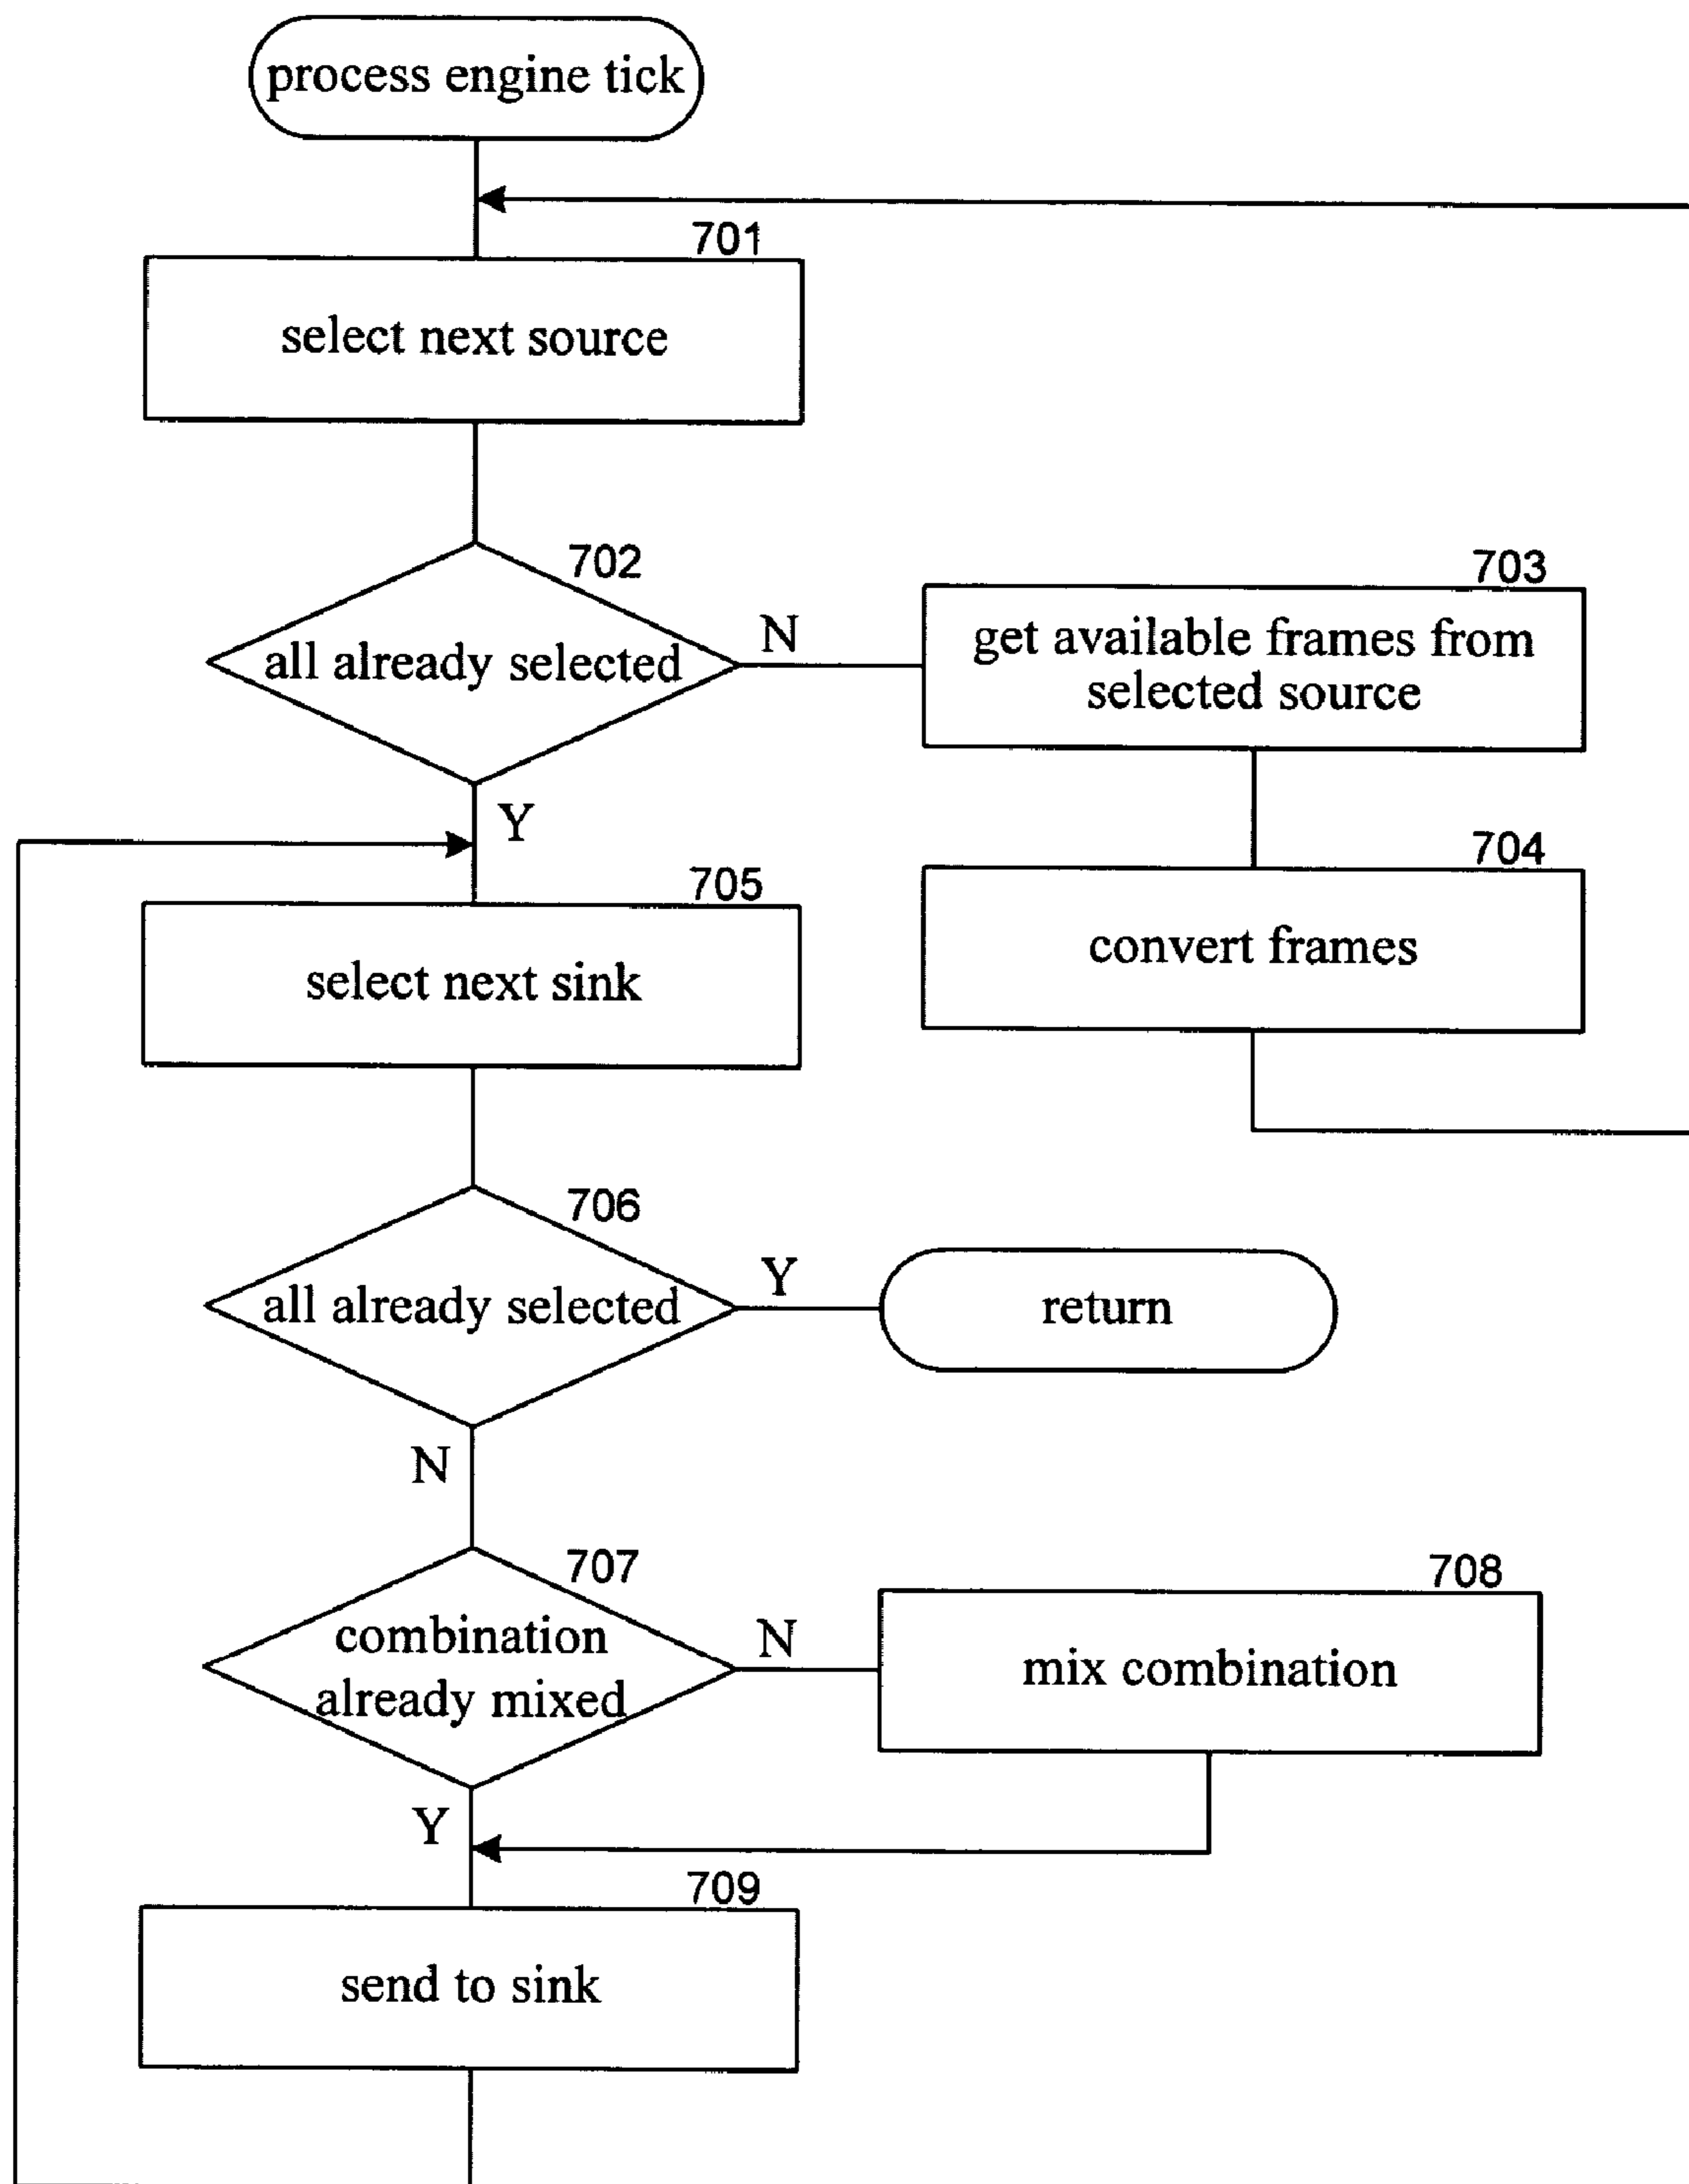 process engine tick
701
select next source
702
all already selected
N
703
get available frames from
selected source
Y
704
convert frames
705
select next sink
706
all already selected
Y
return
N
707
combination
already mixed
N
708
mix combination
Y
709
send to sink